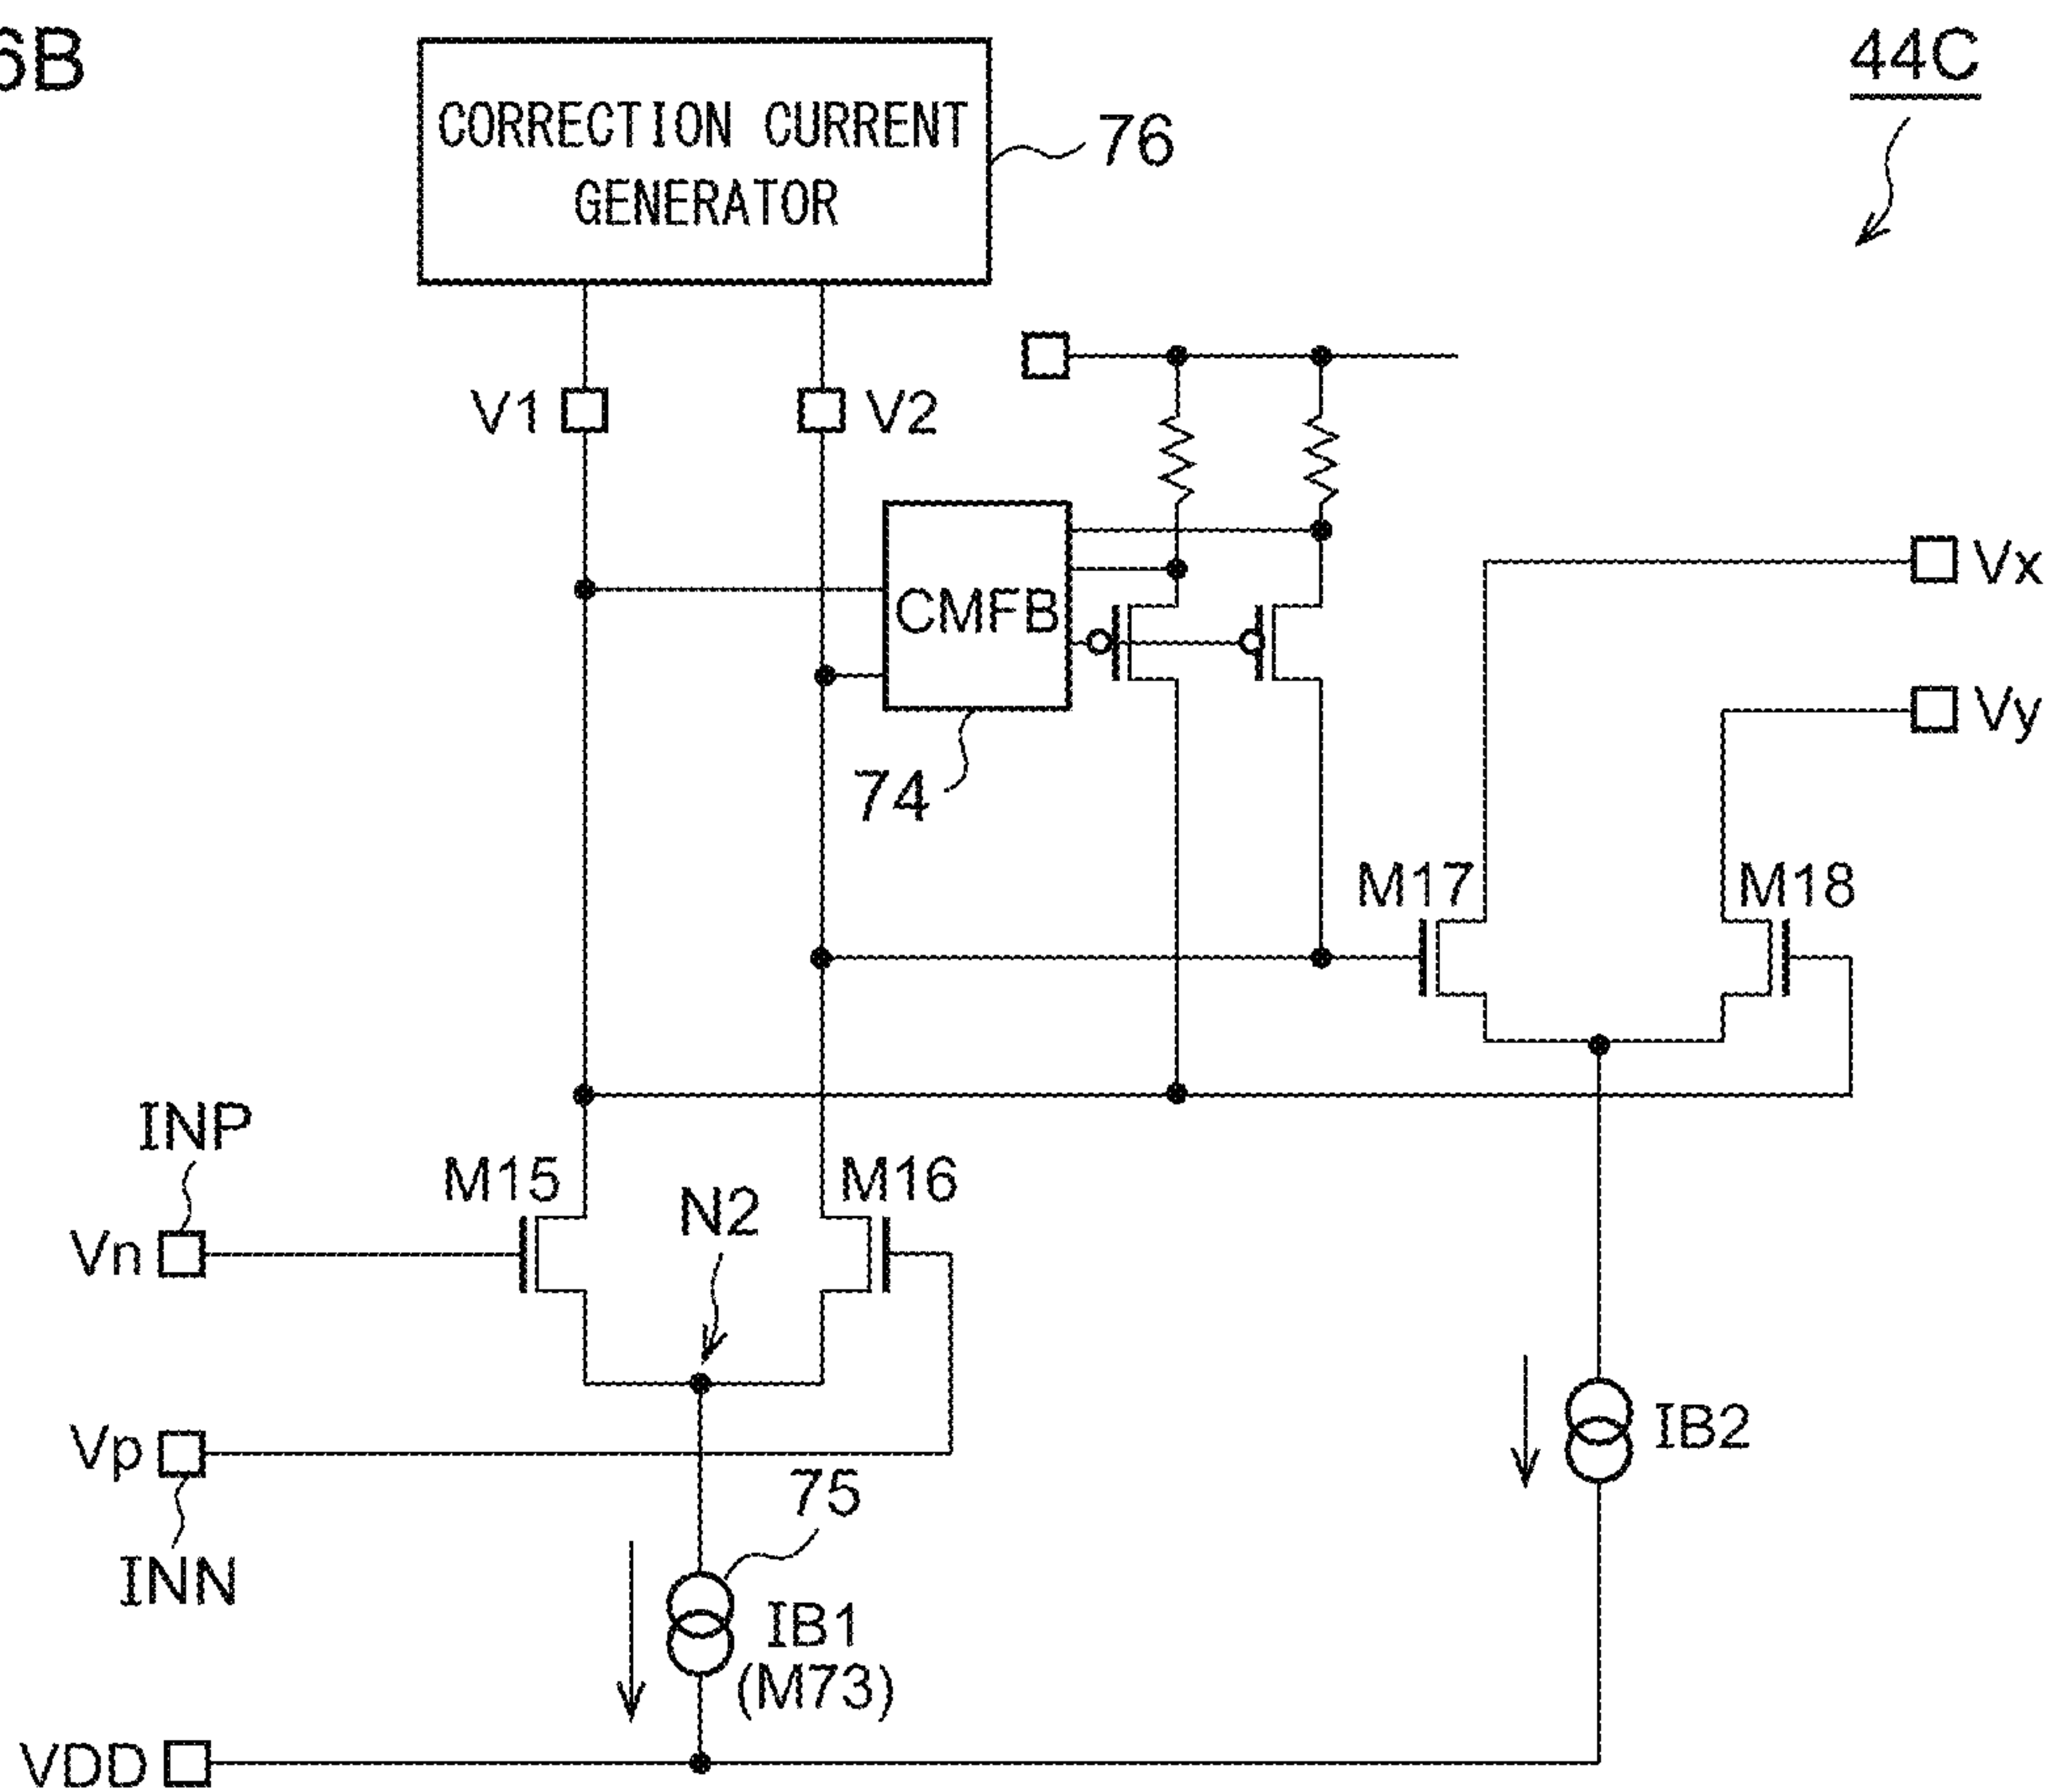 6B
44C
CORRECTION CURRENT
GENERATOR
76
V1
V2
CMFB
Vx
Vy
74
M17
M18
INP
M15
M16
N2
Vn
Vp
75
IB2
INN
IB1
(M73)
VDD